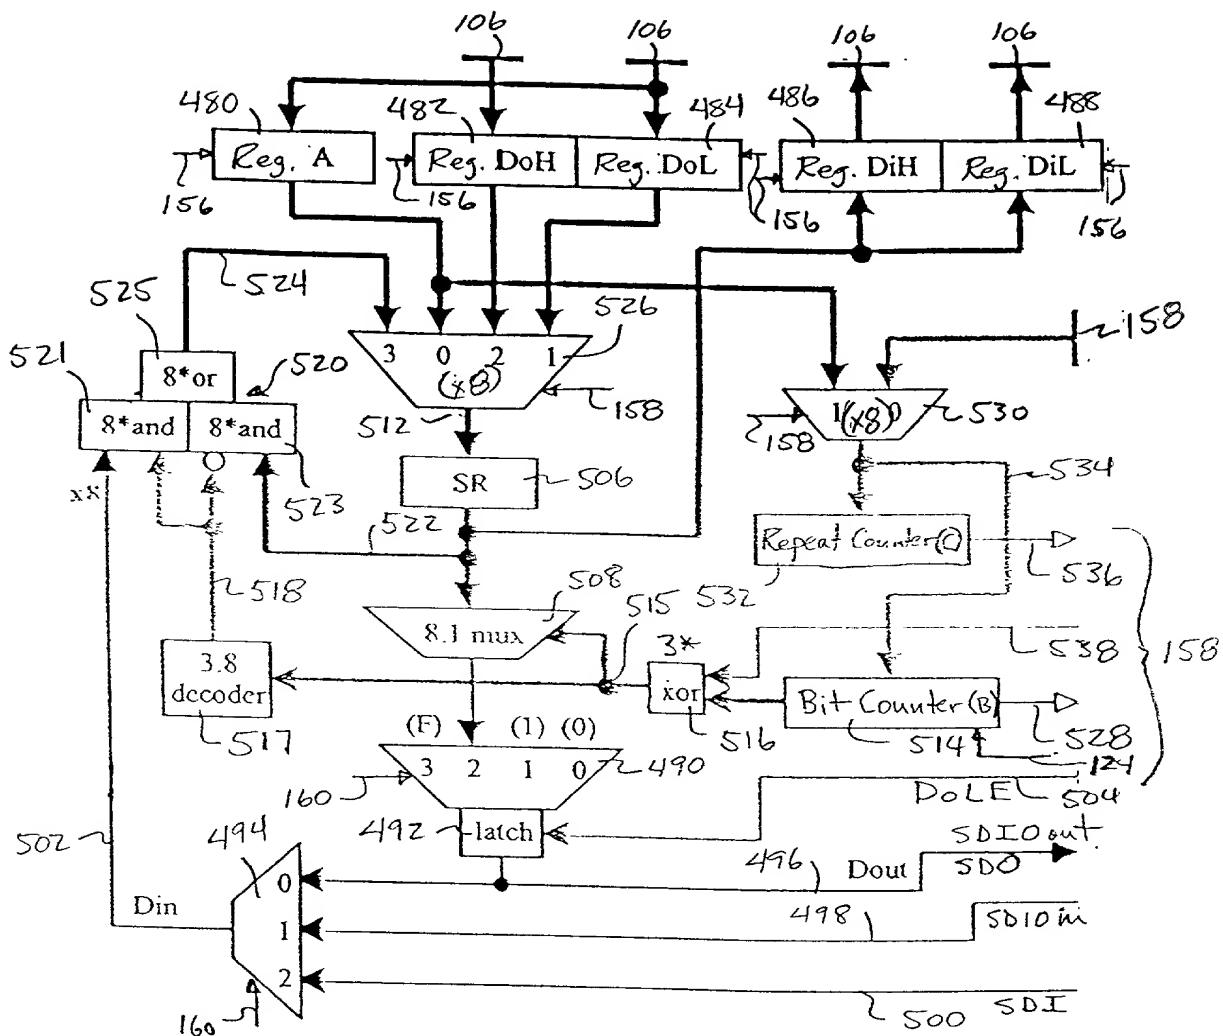 106 106 106 106
480 482 484 486 488
Reg. A Reg. DoH Reg. DoL Reg. DiH Reg. DiL
156 156 156 156
524
525
526
158
521
8*or
520
3 0 2 1
(x8)
8*and 8*and
512
158
158
1(x8)0
530
x8
SR
506
523
522
534
Repeat Counter(C)
536
518
508
515
532
8.1 mux
3*
538
158
3.8
decoder
xor
Bit Counter(B)
517
(F) (1) (0)
516
514
528
3 2 1 0
490
124
160
DoLE
504
502
494
492
latch
SDIO out
0
496
Dout
SDO
Din
1
498
SDIO in
2
160
500
SDI